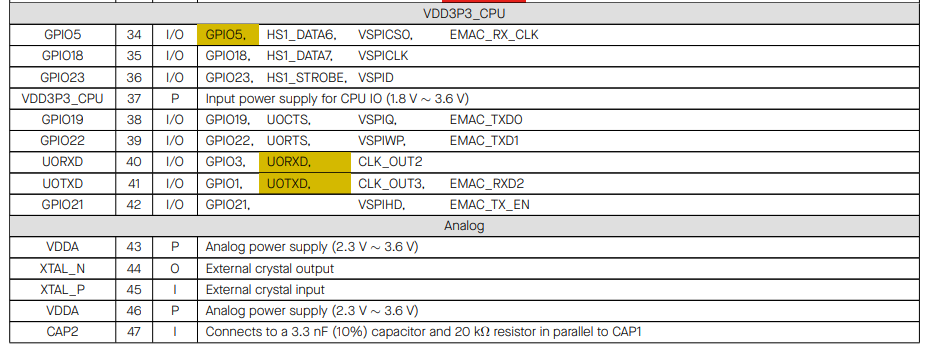 VDD3P3_CPU
GPIO5 34 I/O GPIO5, HS1_DATA6, VSPICS0, EMAC_RX_CLK
GPIO18 35 I/O GPIO18, HS1_DATA7, VSPICLK
GPIO23 36 I/O GPIO23, HS1_STROBE, VSPID
VDD3P3_CPU 37 P Input power supply for CPU IO (1.8 V ∼ 3.6 V)
GPIO19 38 I/O GPIO19, U0CTS, VSPIQ, EMAC_TXD0
GPIO22 39 I/O GPIO22, U0RTS, VSPIWP, EMAC_TXD1
U0RXD 40 I/O GPIO3, U0RXD, CLK_OUT2
U0TXD 41 I/O GPIO1, U0TXD, CLK_OUT3, EMAC_RXD2
GPIO21 42 I/O GPIO21, VSPIHD, EMAC_TX_EN
Analog
VDDA 43 P Analog power supply (2.3 V ∼ 3.6 V)
XTAL_N 44 O External crystal output
XTAL_P 45 I External crystal input
VDDA 46 P Analog power supply (2.3 V ∼ 3.6 V)
CAP2 47 I Connects to a 3.3 nF (10%) capacitor and 20 kΩ resistor in parallel to CAP1